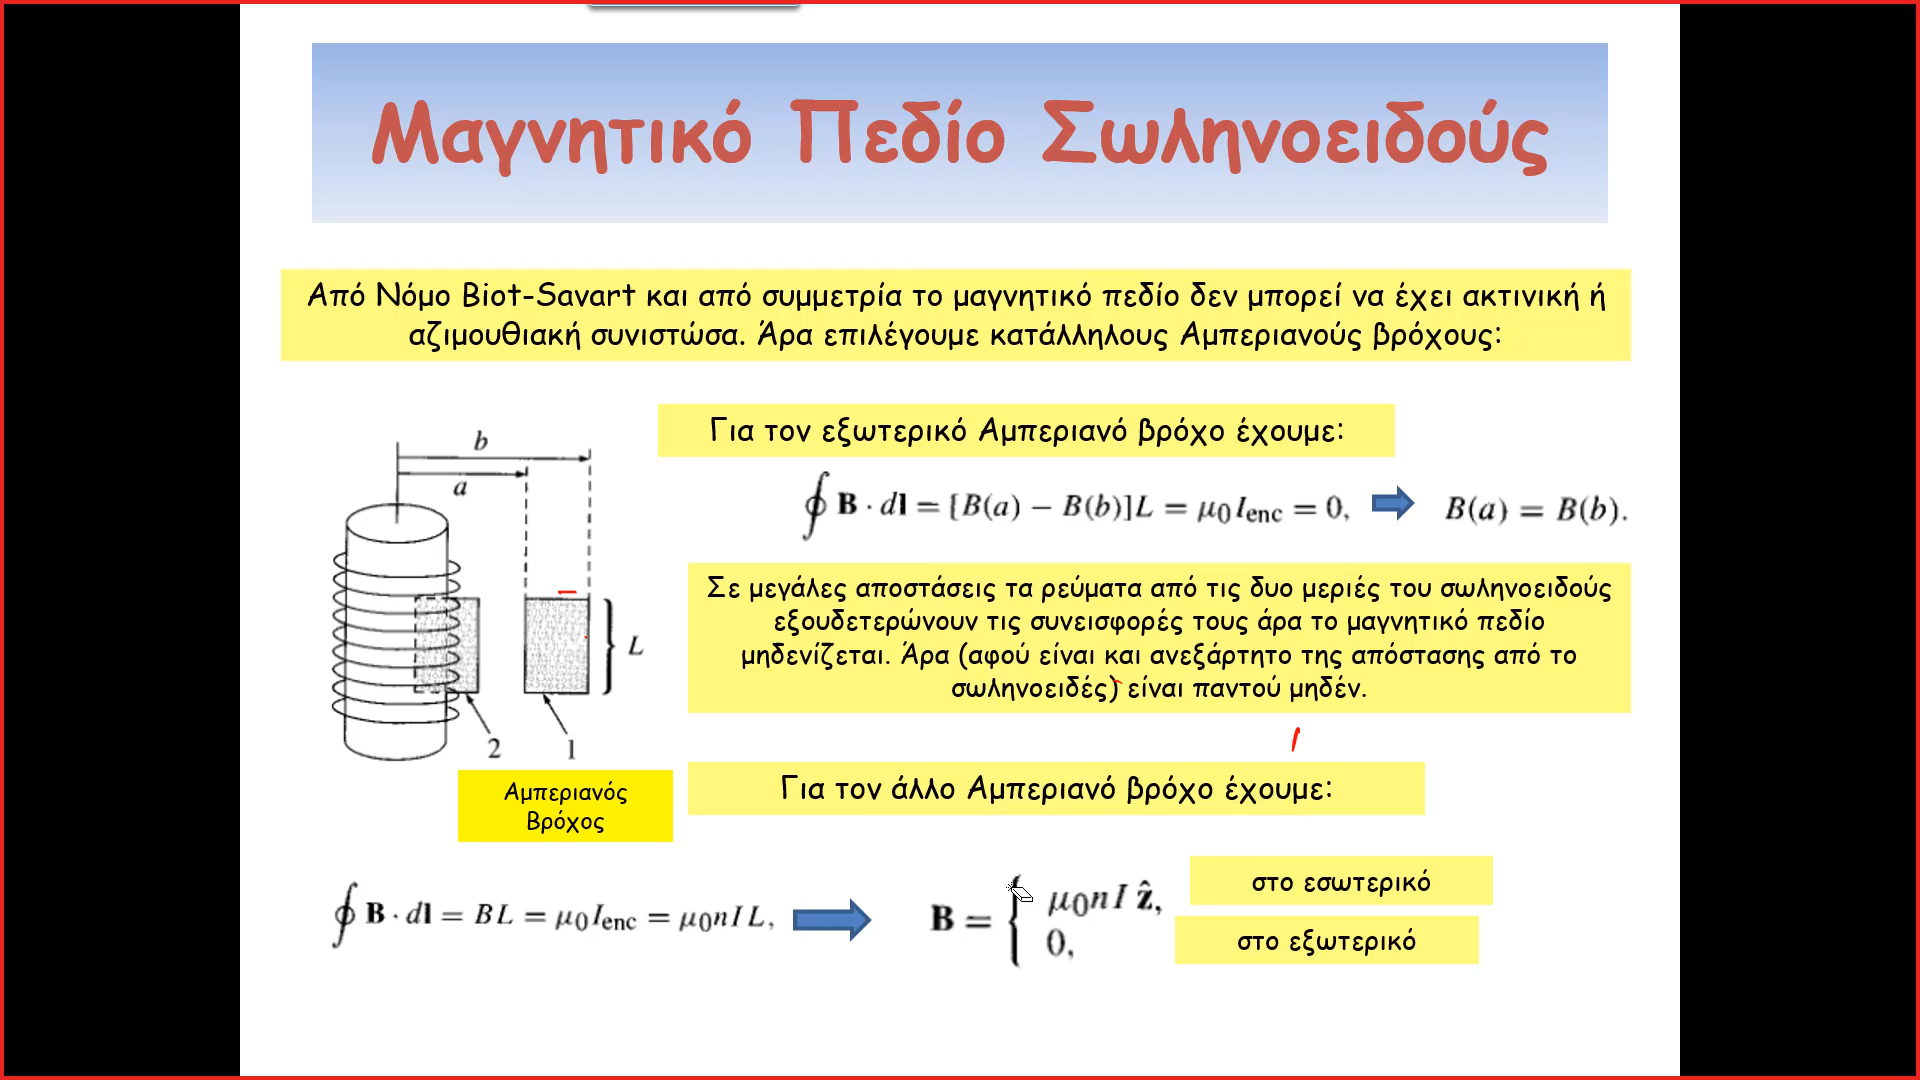 Μαγνητικό Πεδίο Σωληνοειδούς
Από Νόμο Biot-Savart και από συμμετρία το μαγνητικό πεδίο δεν μπορεί να έχει ακτινική ή
αζιμουθιακή συνιστώσα. Άρα επιλέγουμε κατάλληλους Αμπεριανούς βρόχους:
Για τον εξωτερικό Αμπεριανό βρόχο έχουμε:
b
a
∮ B · dl = [B(a) − B(b)]L = μ₀I_enc = 0,
B(a) = B(b).
Σε μεγάλες αποστάσεις τα ρεύματα από τις δυο μεριές του σωληνοειδούς
εξουδετερώνουν τις συνεισφορές τους άρα το μαγνητικό πεδίο
μηδενίζεται. Άρα (αφού είναι και ανεξάρτητο της απόστασης από το
σωληνοειδές) είναι παντού μηδέν.
L
2
1
Αμπεριανός
Βρόχος
Για τον άλλο Αμπεριανό βρόχο έχουμε:
∮ B · dl = BL = μ₀I_enc = μ₀nIL,
B = { μ₀nI ẑ,
0,
στο εσωτερικό
στο εξωτερικό